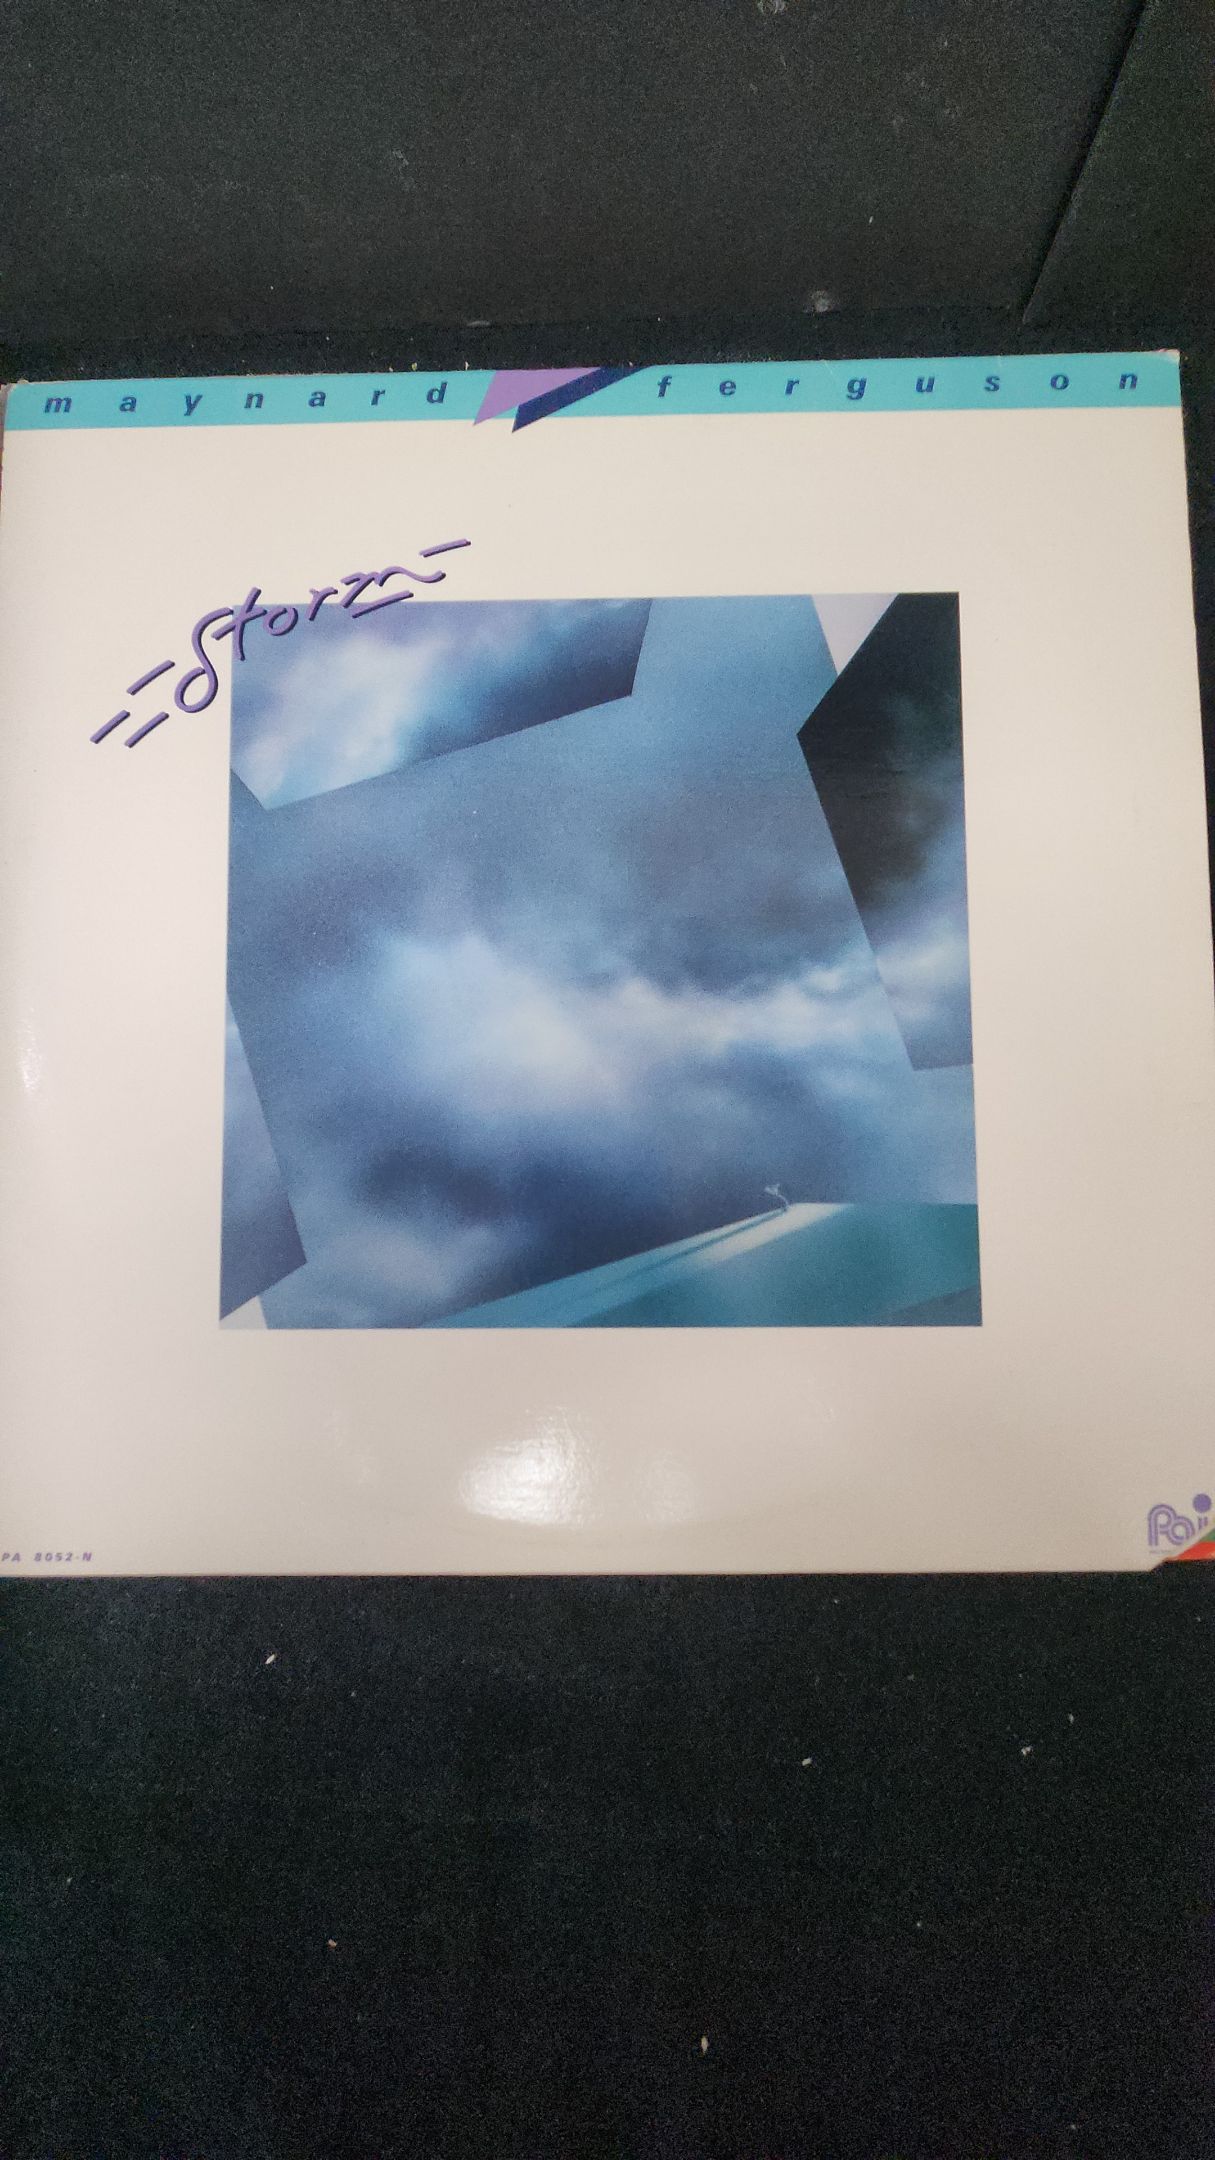 maynard ferguson
Storm
PA 8052-N